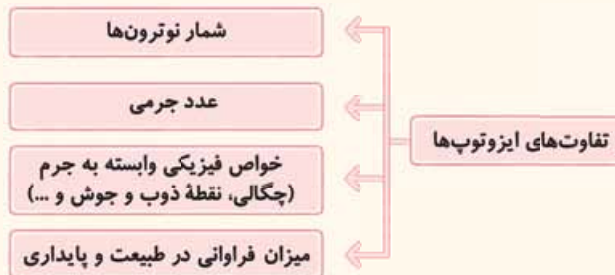 تفاوت‌های ایزوتوپ‌ها
شمار نوترون‌ها
عدد جرمی
خواص فیزیکی وابسته به جرم
(چگالی، نقطهٔ ذوب و جوش و ...)
میزان فراوانی در طبیعت و پایداری